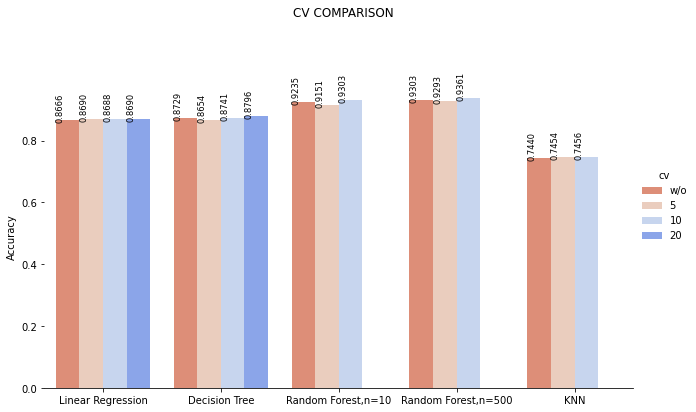 CV COMPARISON
0.8666
0.8690
0.8688
0.8690
0.8729
0.8654
0.8741
0.8796
0.9235
0.9151
0.9303
0.9303
0.9293
0.9361
0.7440
0.7454
0.7456
Accuracy
0.8
0.6
0.4
0.2
0.0
Linear Regression
Decision Tree
Random Forest,n=10
Random Forest,n=500
KNN
cv
w/o
5
10
20